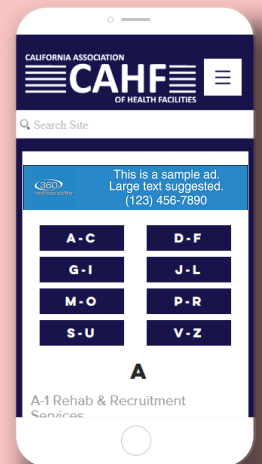 CALIFORNIA ASSOCIATION
CAHF
OF HEALTH FACILITIES
Search Site
360
This is a sample ad.
Large text suggested.
(123) 456-7890
A - C
D - F
G - I
J - L
M - O
P - R
S - U
V - Z
A
A-1 Rehab & Recruitment
Services